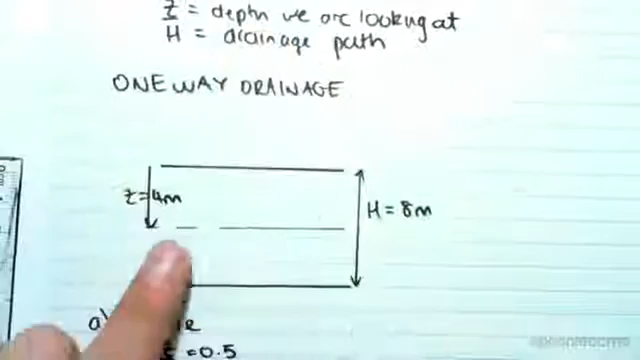 z = depth we are looking at
H = drainage path
ONE WAY DRAINAGE
z=4m
H = 8m
a)
=0.5